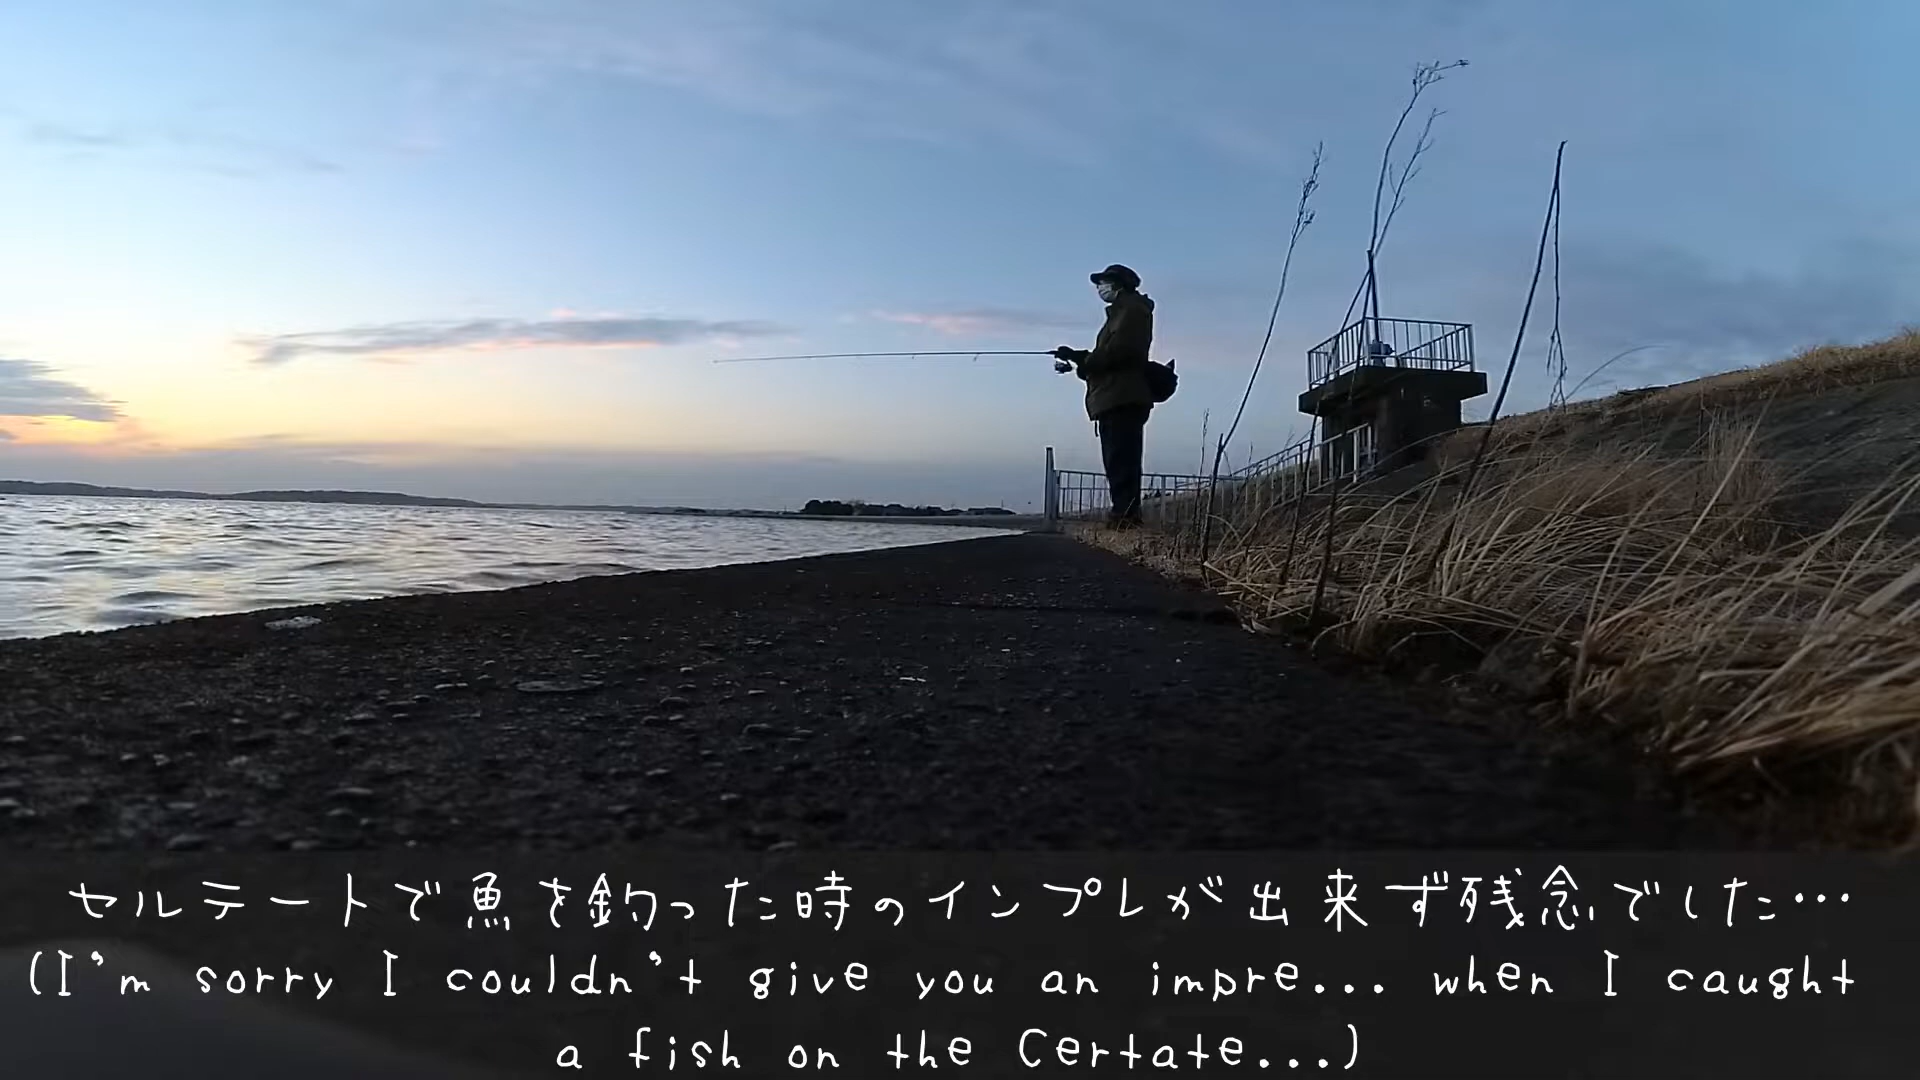 セルテートで魚を釣った時のインプレが出来ず残念でした…
(I'm sorry I couldn't give you an impre... when I caught
a fish on the Certate...)